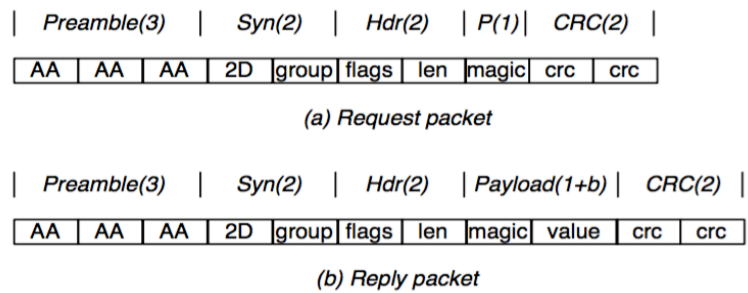 | Preamble(3) | Syn(2) | Hdr(2) | P(1) | CRC(2) |
AA AA AA 2D group flags len magic crc crc
(a) Request packet
| Preamble(3) | Syn(2) | Hdr(2) | Payload(1+b) | CRC(2) |
AA AA AA 2D group flags len magic value crc crc
(b) Reply packet